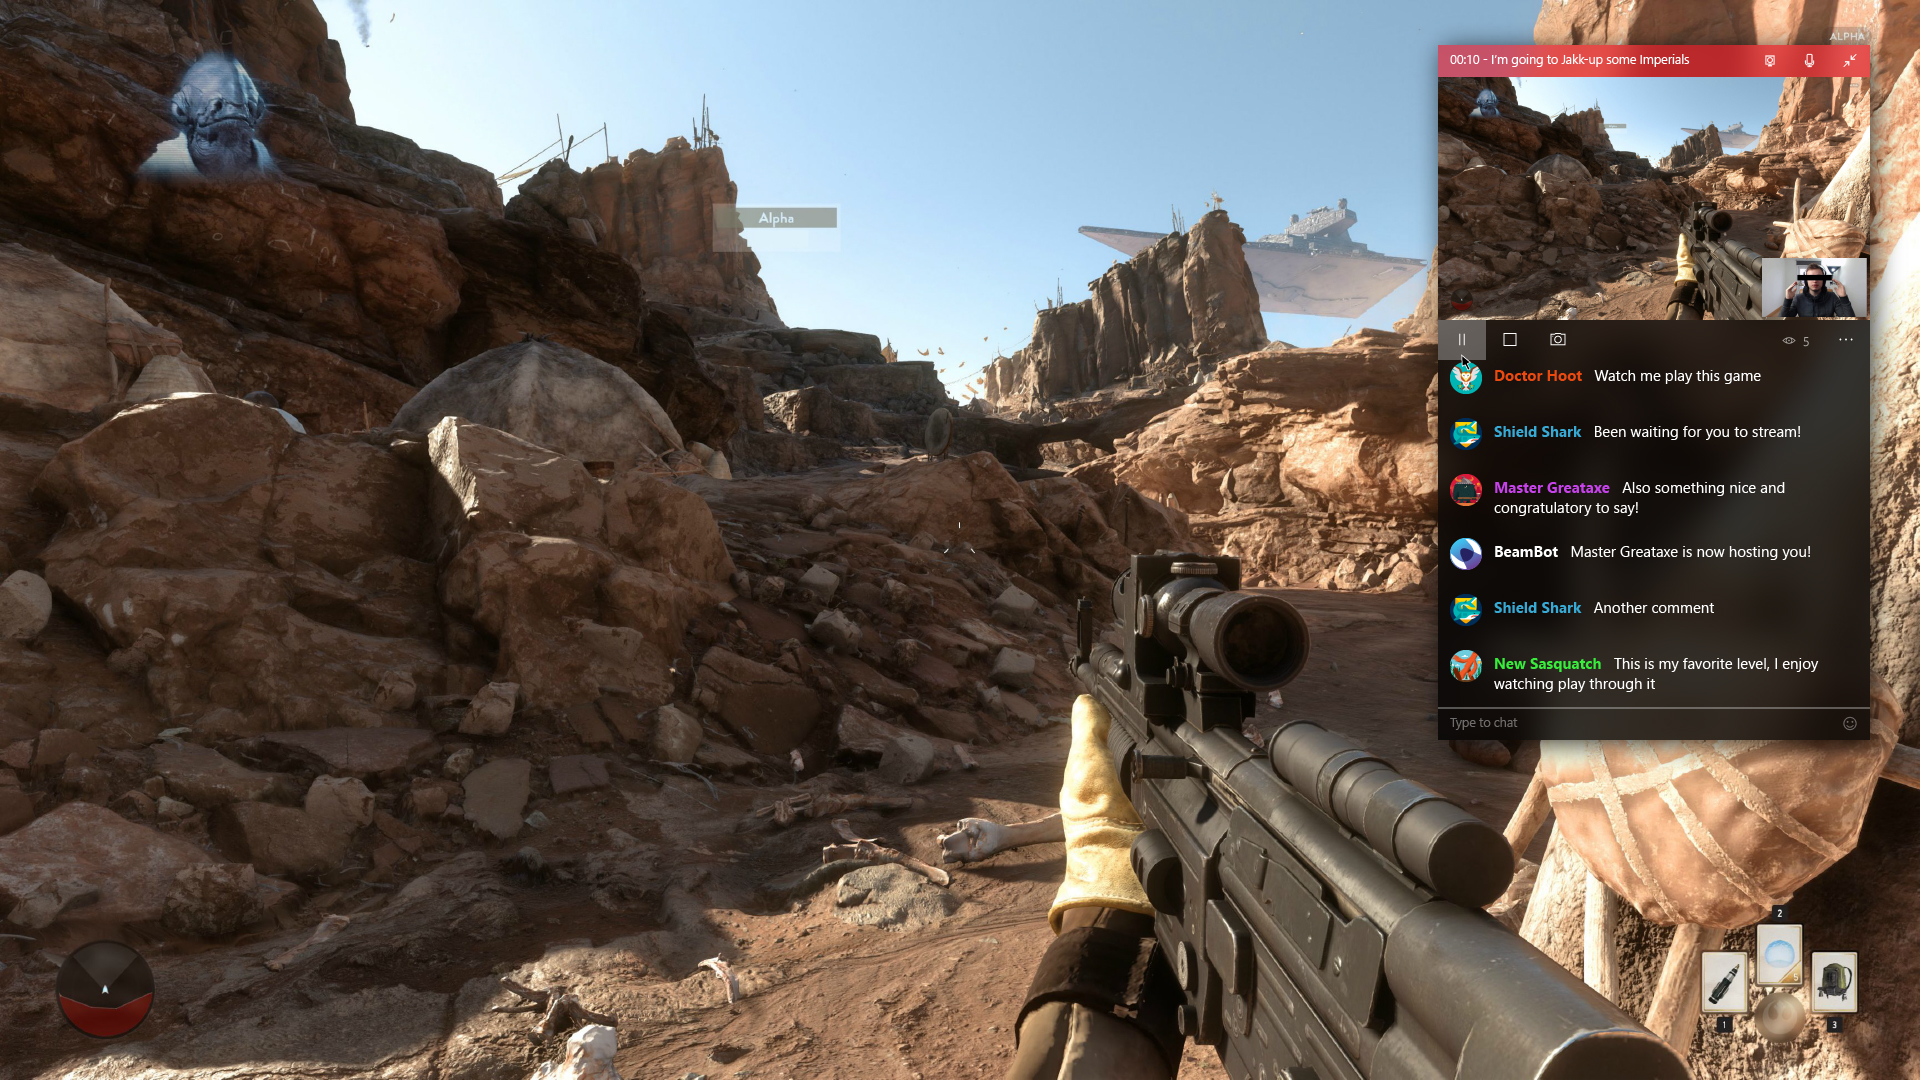 ALPHA
00:10 - I'm going to Jakk-up some Imperials
Alpha
5
Doctor Hoot Watch me play this game
Shield Shark Been waiting for you to stream!
Master Greataxe Also something nice and
congratulatory to say!
BeamBot Master Greataxe is now hosting you!
Shield Shark Another comment
New Sasquatch This is my favorite level, I enjoy
watching play through it
Type to chat
2
1
3